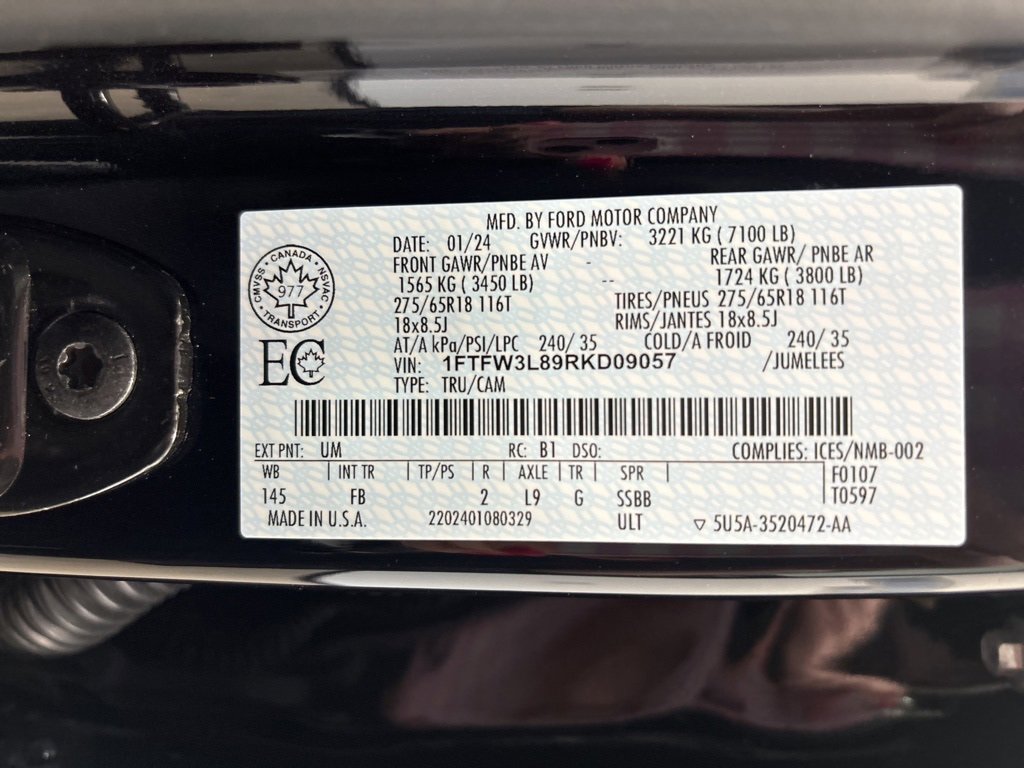 MFD. BY FORD MOTOR COMPANY
DATE: 01/24 GVWR/PNBV: 3221 KG ( 7100 LB)
FRONT GAWR/PNBE AV - REAR GAWR/ PNBE AR
1565 KG ( 3450 LB) -- 1724 KG ( 3800 LB)
275/65R18 116T TIRES/PNEUS 275/65R18 116T
18x8.5J RIMS/JANTES 18x8.5J
AT/A kPa/PSI/LPC 240/ 35 COLD/A FROID 240/ 35
VIN: 1FTFW3L89RKD09057 /JUMELEES
TYPE: TRU/CAM
CMVSS · CANADA · NSVAC · TRANSPORT ·
977
EC
EXT PNT: UM RC: B1 DSO: COMPLIES: ICES/NMB-002
WB INT TR TP/PS R AXLE TR SPR F0107
145 FB 2 L9 G SSBB T0597
MADE IN U.S.A. 2202401080329 ULT ▽ 5U5A-3520472-AA